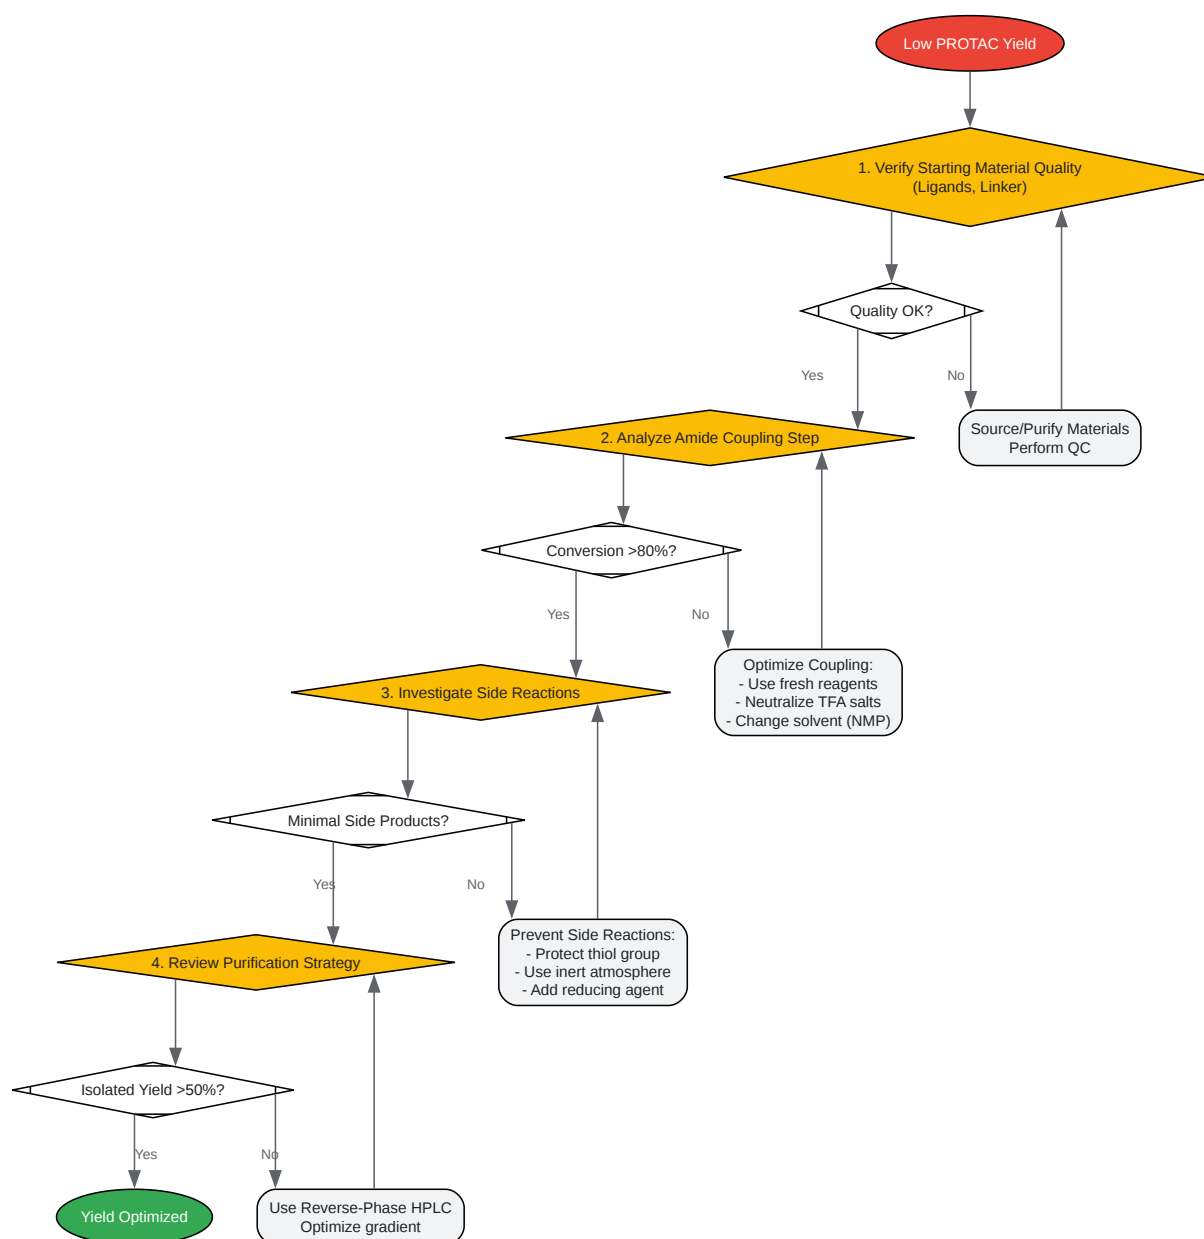 Low PROTAC Yield
1. Verify Starting Material Quality
(Ligands, Linker)
Quality OK?
Yes
No
2. Analyze Amide Coupling Step
Source/Purify Materials
Perform QC
Conversion >80%?
Yes
No
3. Investigate Side Reactions
Optimize Coupling:
- Use fresh reagents
- Neutralize TFA salts
- Change solvent (NMP)
Minimal Side Products?
Yes
No
4. Review Purification Strategy
Prevent Side Reactions:
- Protect thiol group
- Use inert atmosphere
- Add reducing agent
Isolated Yield >50%?
Yes
No
Yield Optimized
Use Reverse-Phase HPLC
Optimize gradient